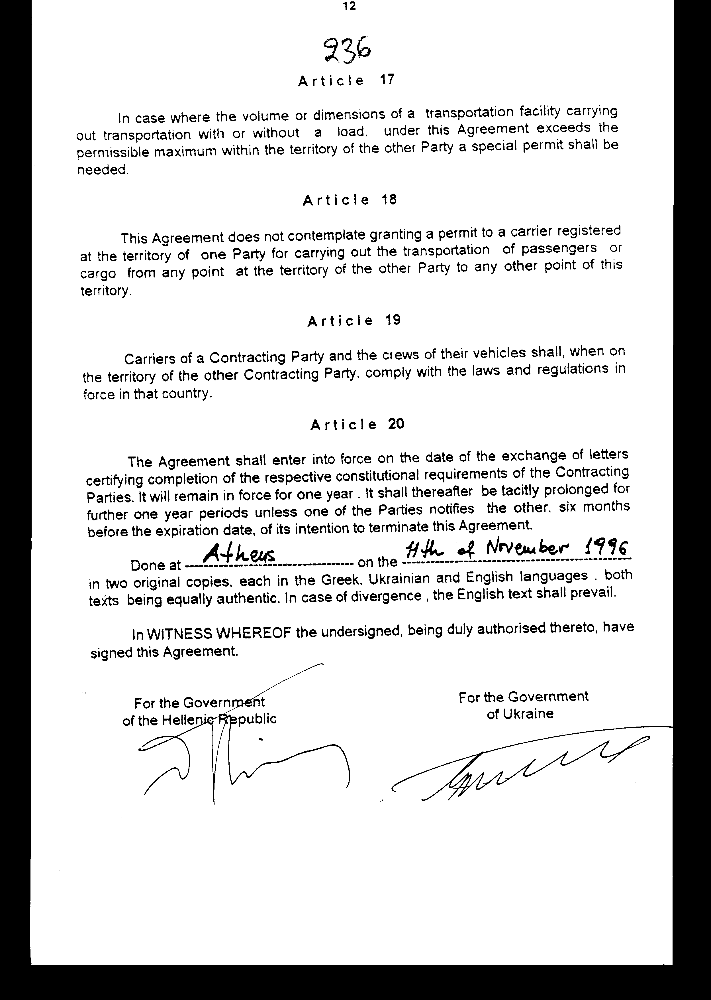 12
236
Article 17
In case where the volume or dimensions of a transportation facility carrying
out transportation with or without a load. under this Agreement exceeds the
permissible maximum within the territory of the other Party a special permit shall be
needed.
Article 18
This Agreement does not contemplate granting a permit to a carrier registered
at the territory of one Party for carrying out the transportation of passengers or
cargo from any point at the territory of the other Party to any other point of this
territory.
Article 19
Carriers of a Contracting Party and the crews of their vehicles shall, when on
the territory of the other Contracting Party. comply with the laws and regulations in
force in that country.
Article 20
The Agreement shall enter into force on the date of the exchange of letters
certifying completion of the respective constitutional requirements of the Contracting
Parties. It will remain in force for one year . It shall thereafter be tacitly prolonged for
further one year periods unless one of the Parties notifies the other. six months
before the expiration date, of its intention to terminate this Agreement.
Done at Athens on the 11th of November 1996
in two original copies. each in the Greek. Ukrainian and English languages . both
texts being equally authentic. In case of divergence , the English text shall prevail.
In WITNESS WHEREOF the undersigned, being duly authorised thereto, have
signed this Agreement.
For the Government
of the Hellenic Republic
For the Government
of Ukraine